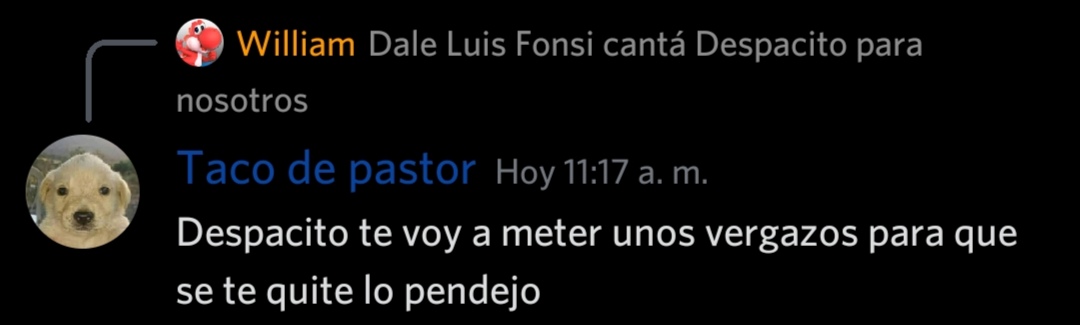 William Dale Luis Fonsi cantá Despacito para
nosotros
Taco de pastor Hoy 11:17 a. m.
Despacito te voy a meter unos vergazos para que
se te quite lo pendejo